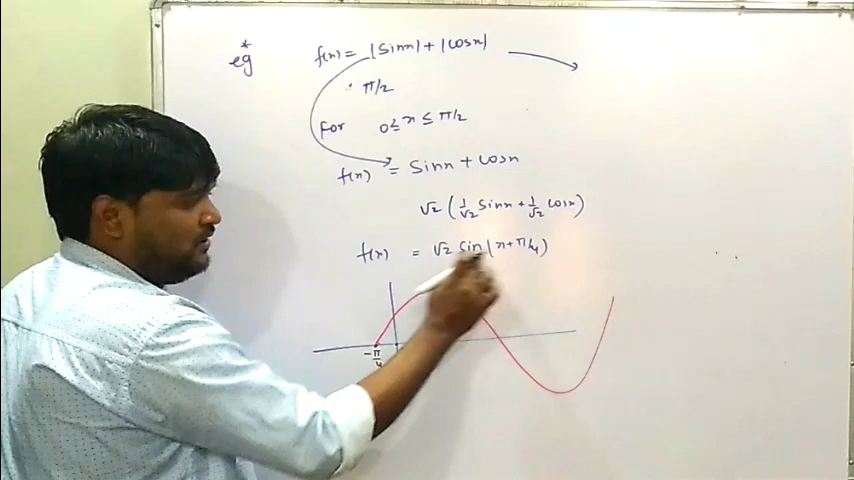 eg*
f(x) = |Sinx| + |Cosx|
π/2
For 0 ≤ x ≤ π/2
f(x) = Sinx + Cosx
√2 (1/√2 Sinx + 1/√2 Cosx)
f(x) = √2 Sin(x + π/4)
-π/4